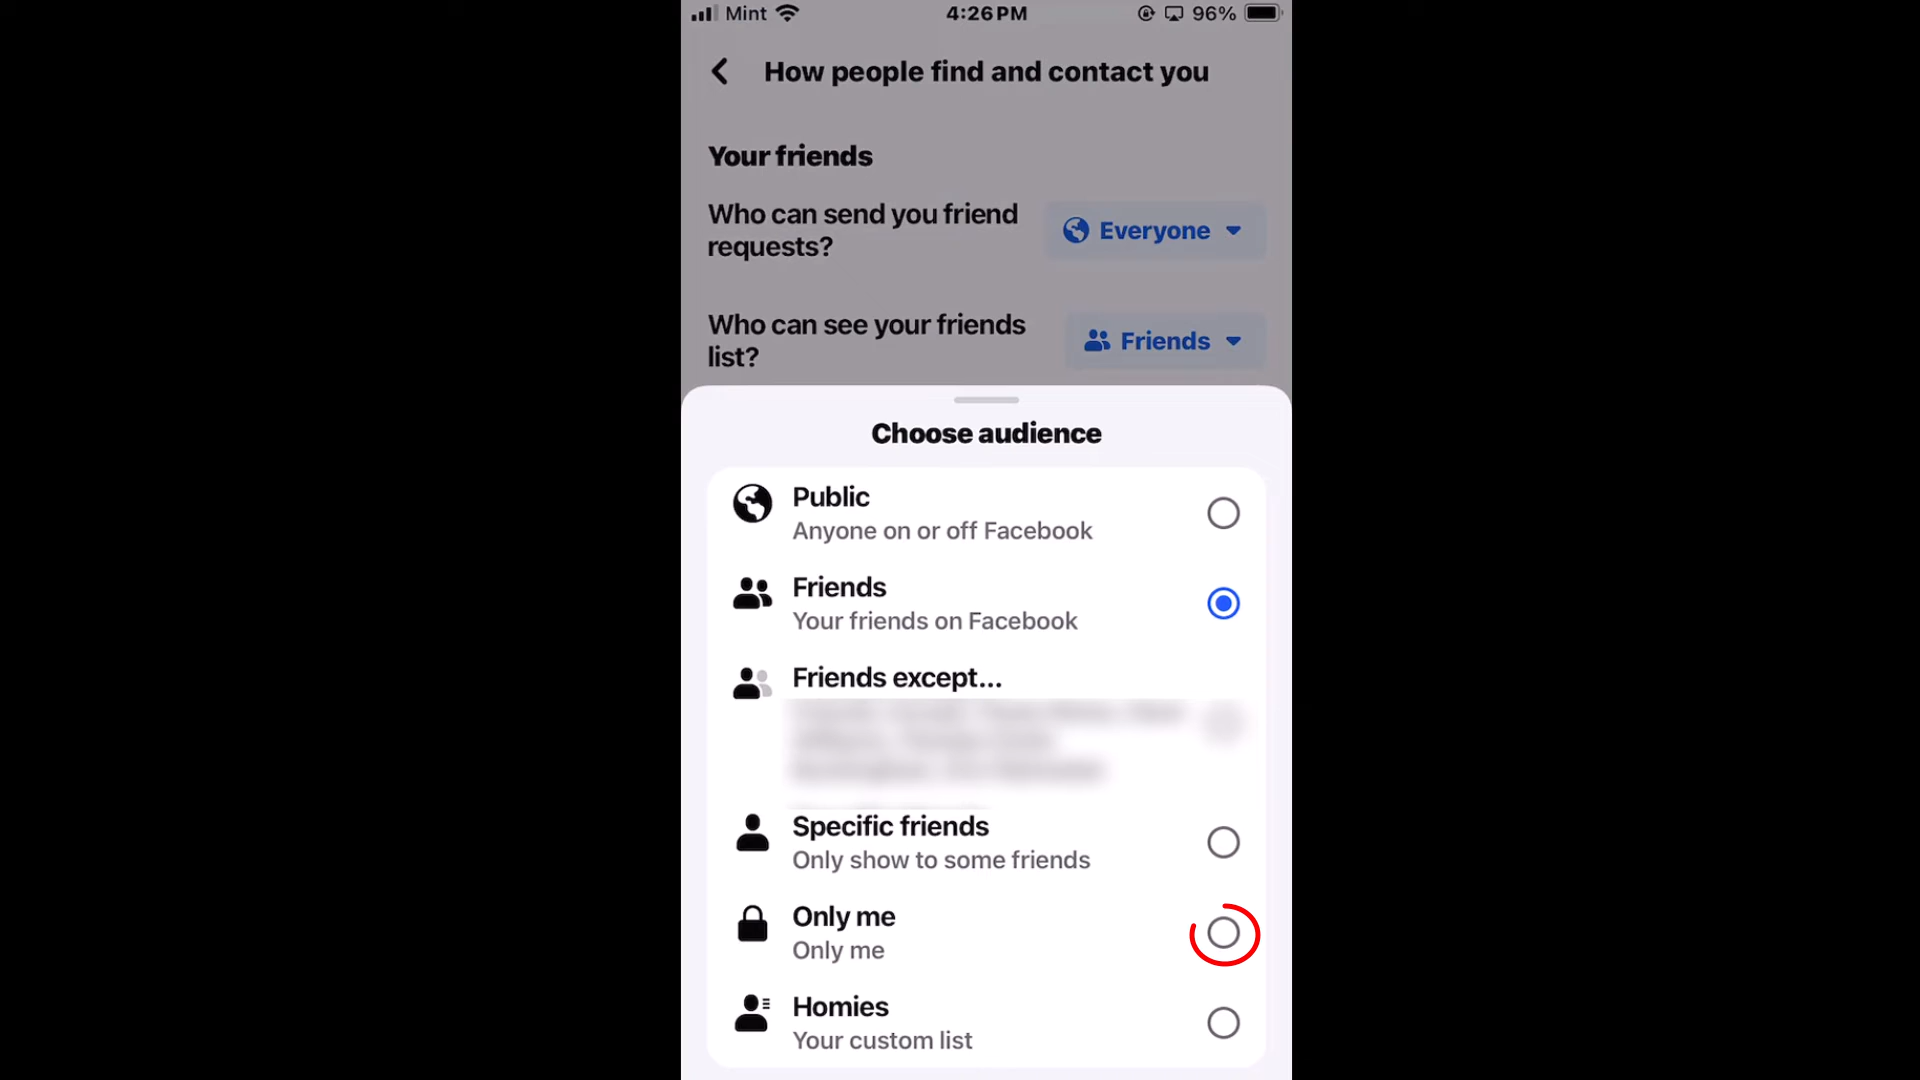 Mint 4:26 PM 96%
How people find and contact you
Your friends
Who can send you friend
requests?
Everyone
Who can see your friends
list?
Friends
Choose audience
Public
Anyone on or off Facebook
Friends
Your friends on Facebook
Friends except...
Specific friends
Only show to some friends
Only me
Only me
Homies
Your custom list